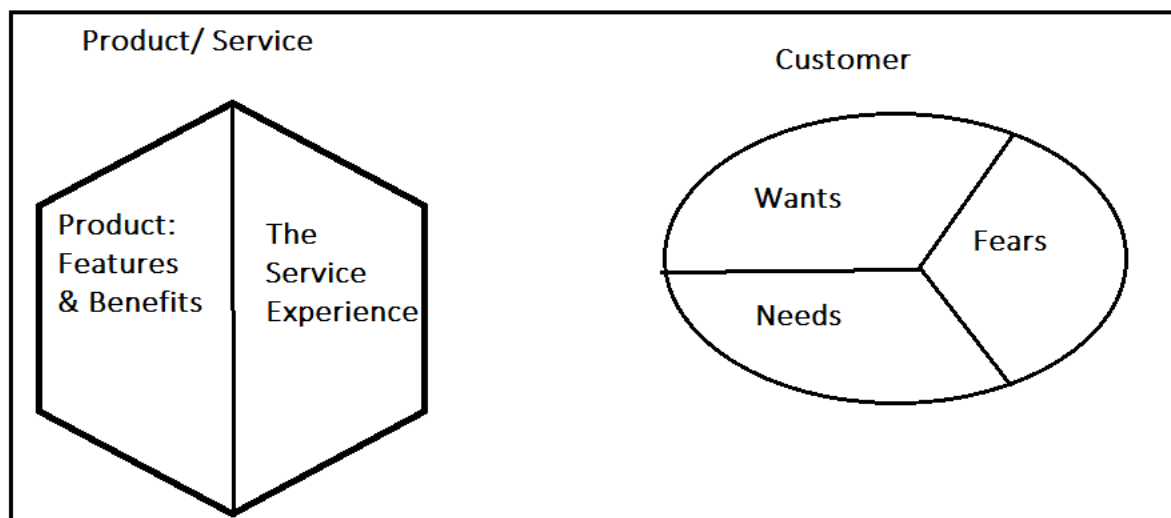 Product/ Service
Customer
Product:
Features
& Benefits
The
Service
Experience
Wants
Fears
Needs